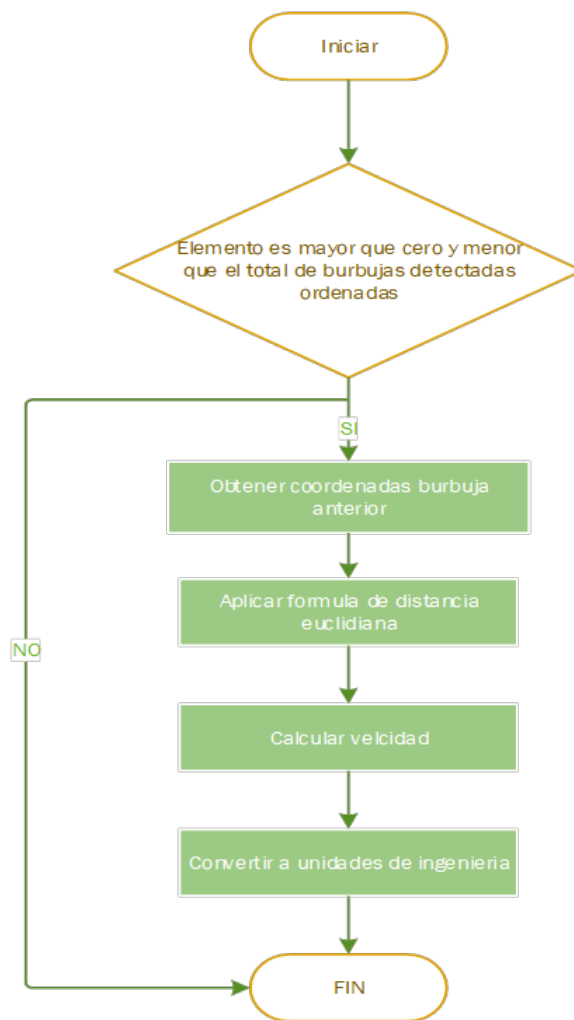 Iniciar
Elemento es mayor que cero y menor
que el total de burbujas detectadas
ordenadas
SI
Obtener coordenadas burbuja
anterior
Aplicar formula de distancia
euclidiana
NO
Calcular velcidad
Convertir a unidades de ingenieria
FIN